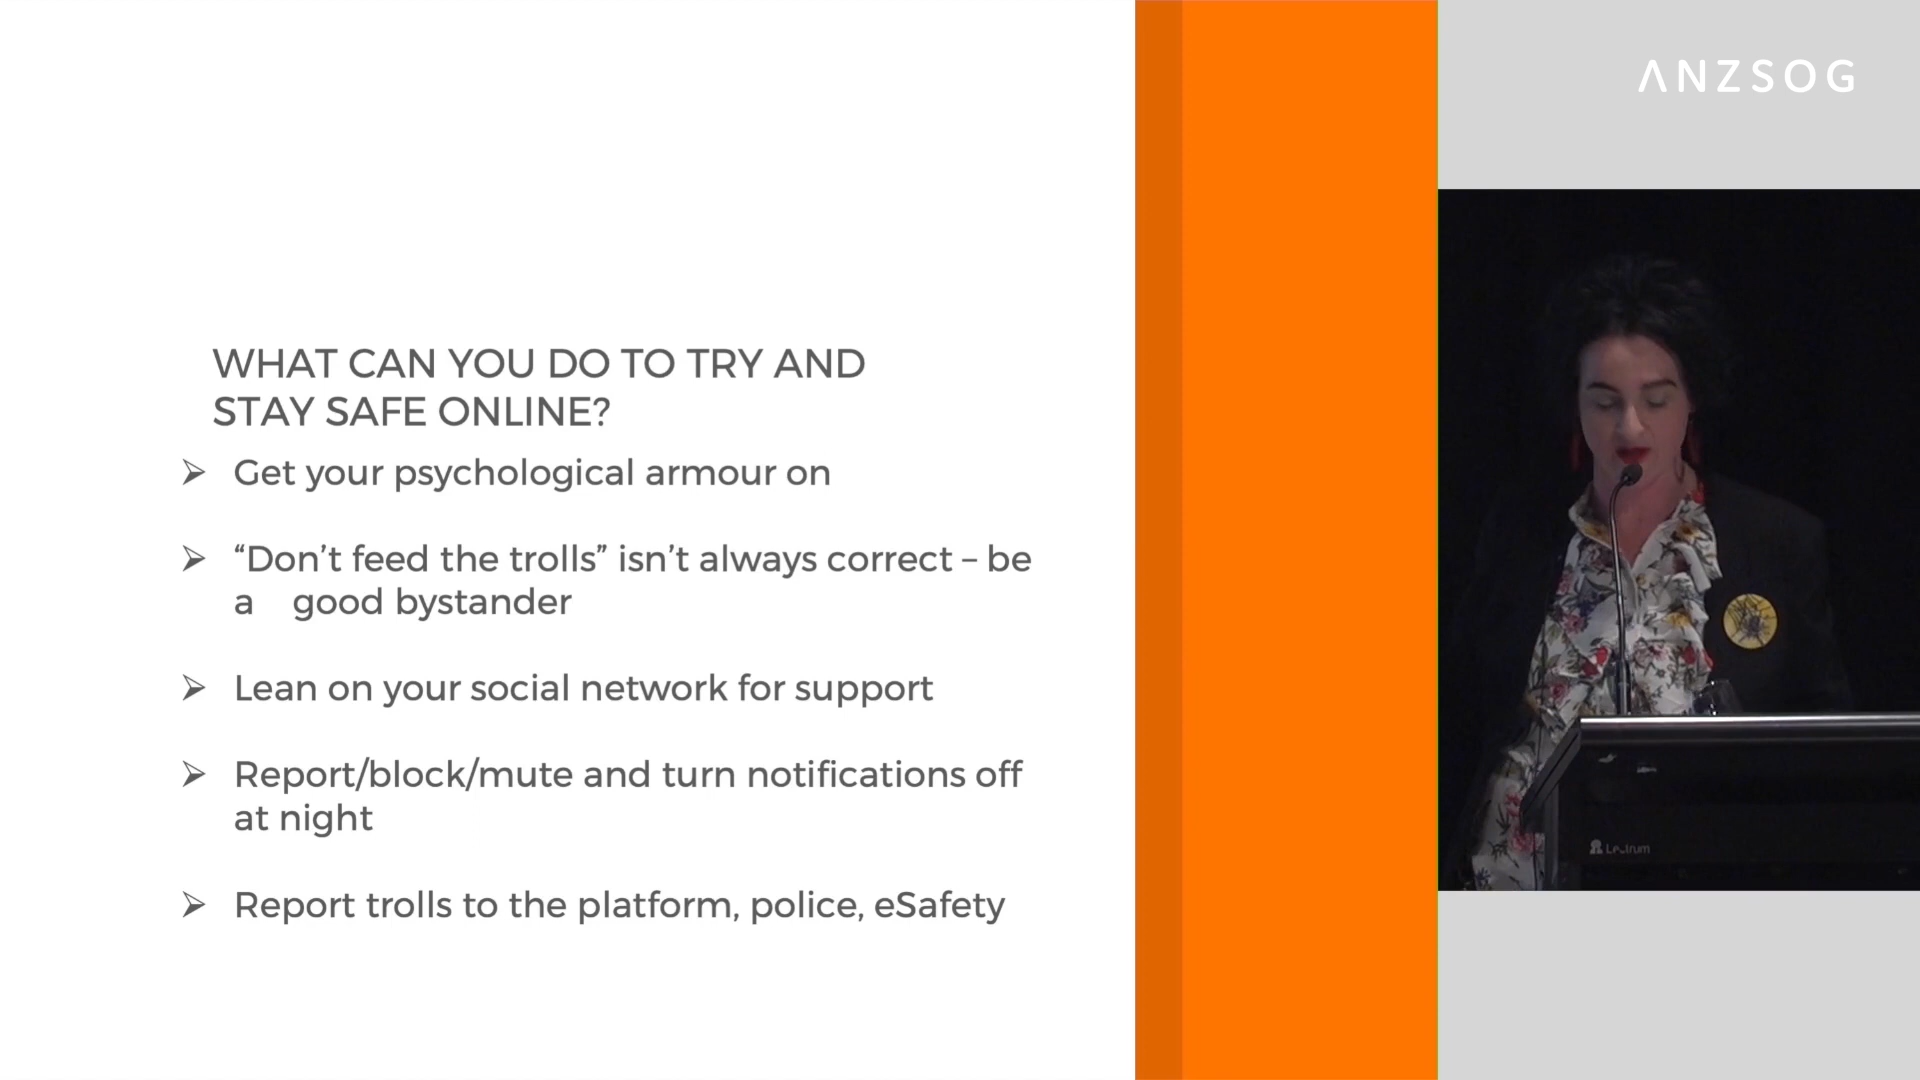 ΛNZSOG
WHAT CAN YOU DO TO TRY AND
STAY SAFE ONLINE?
➢ Get your psychological armour on
➢ “Don’t feed the trolls” isn’t always correct – be
a good bystander
➢ Lean on your social network for support
➢ Report/block/mute and turn notifications off
at night
➢ Report trolls to the platform, police, eSafety